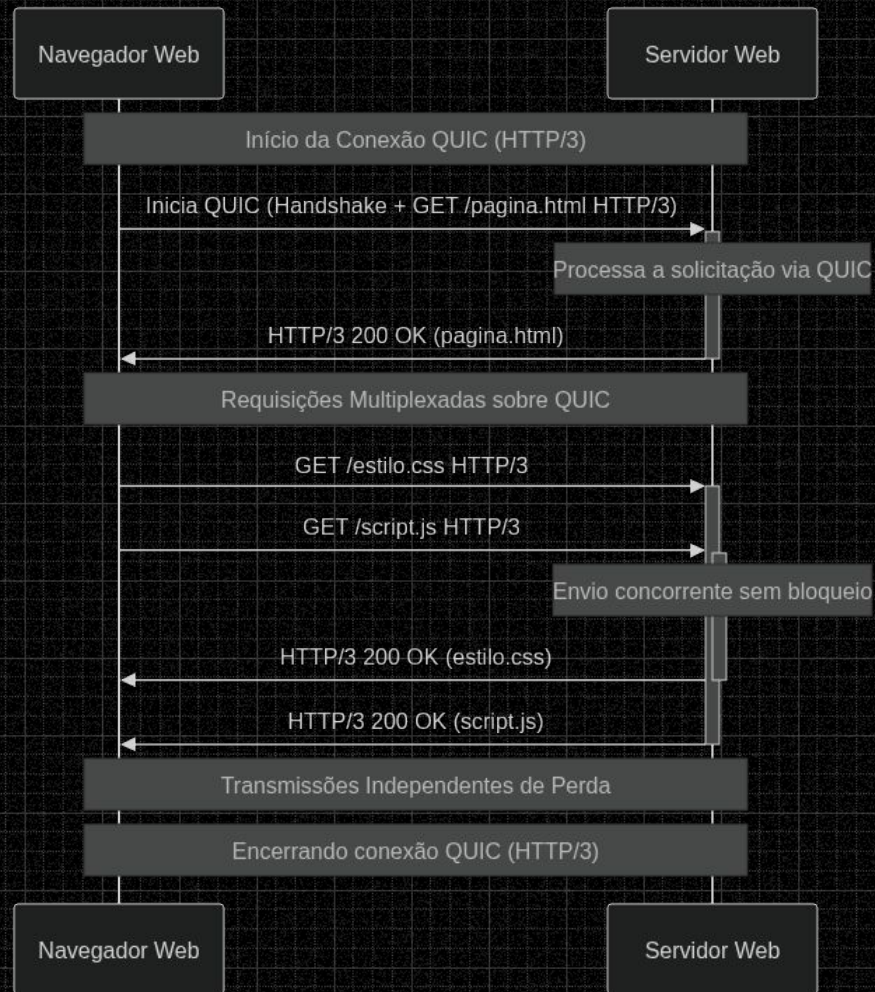 Navegador Web
Servidor Web
Início da Conexão QUIC (HTTP/3)
Inicia QUIC (Handshake + GET /pagina.html HTTP/3)
Processa a solicitação via QUIC
HTTP/3 200 OK (pagina.html)
Requisições Multiplexadas sobre QUIC
GET /estilo.css HTTP/3
GET /script.js HTTP/3
Envio concorrente sem bloqueio
HTTP/3 200 OK (estilo.css)
HTTP/3 200 OK (script.js)
Transmissões Independentes de Perda
Encerrando conexão QUIC (HTTP/3)
Navegador Web
Servidor Web